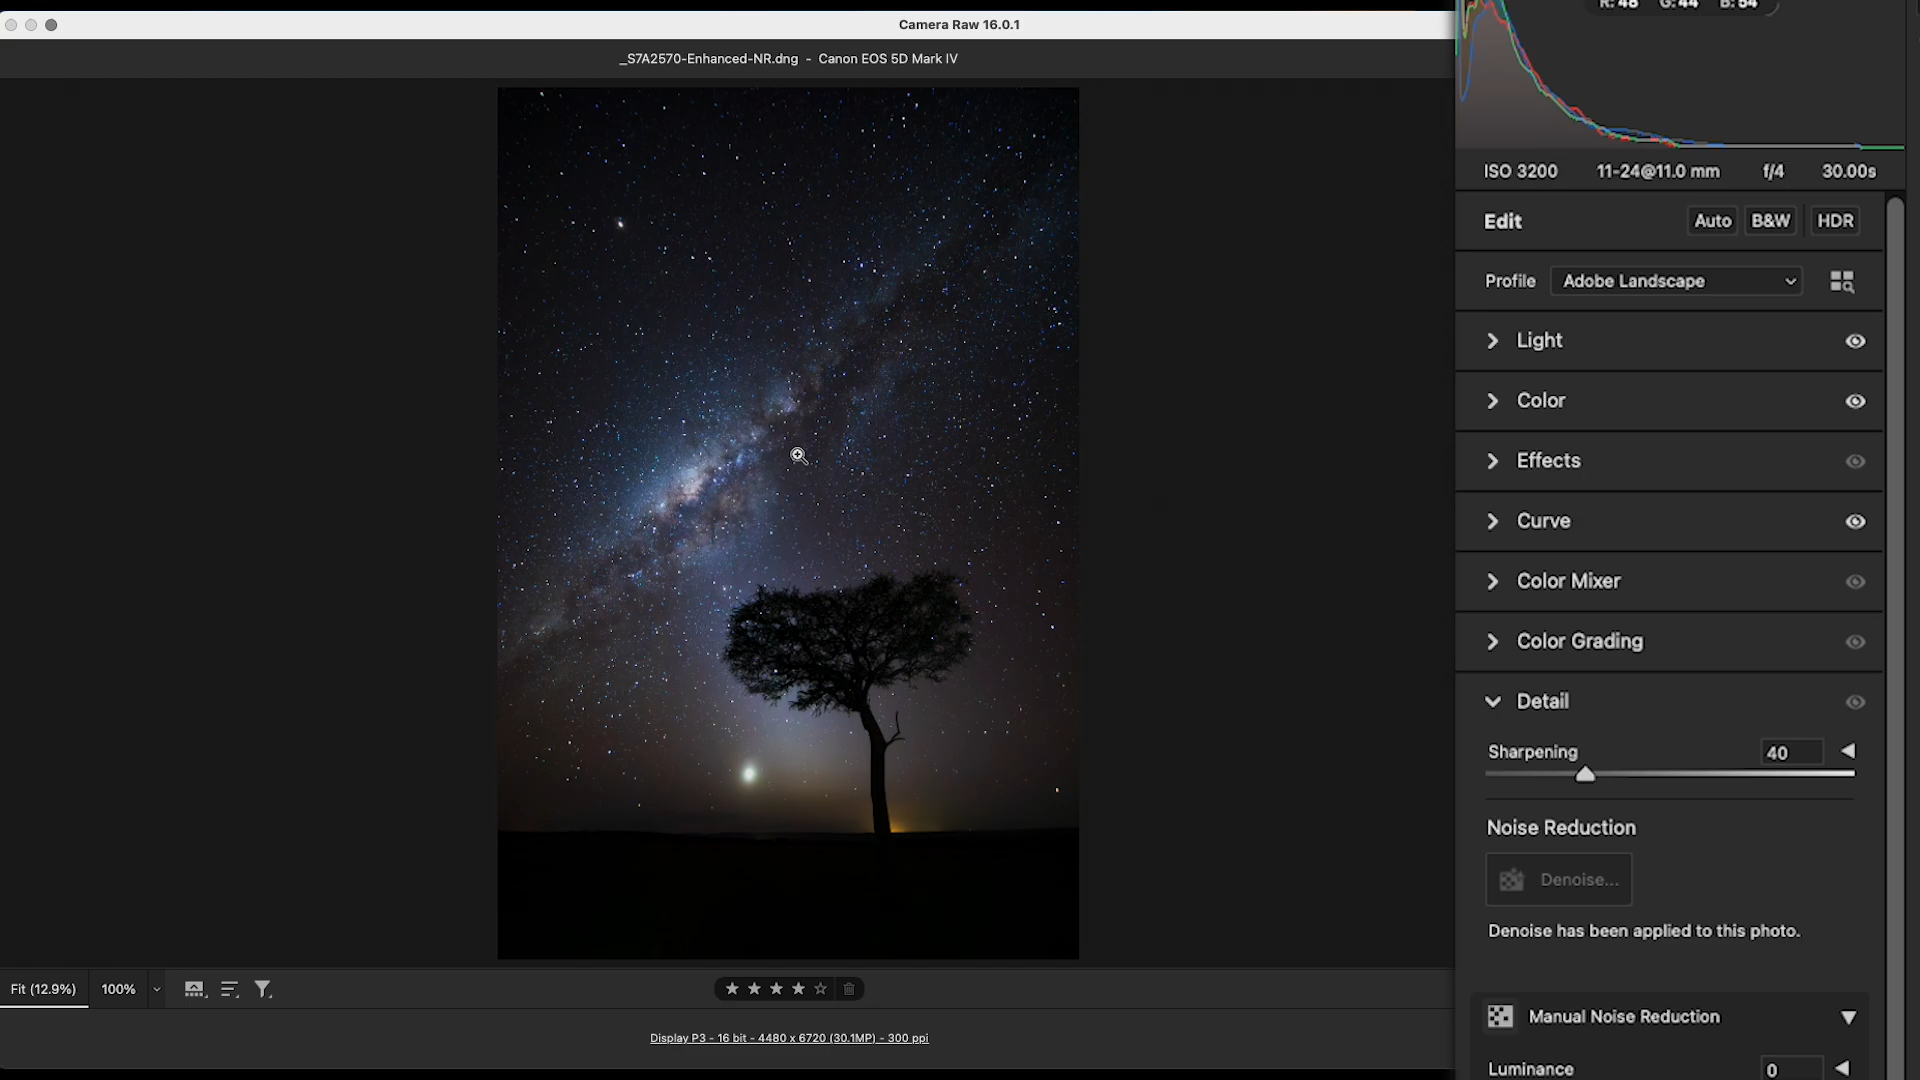 Camera Raw 16.0.1
_S7A2570-Enhanced-NR.dng - Canon EOS 5D Mark IV
R: 48 G: 44 B: 54
ISO 3200 11-24@11.0 mm f/4 30.00s
Edit Auto B&W HDR
Profile Adobe Landscape
Light
Color
Effects
Curve
Color Mixer
Color Grading
Detail
Sharpening 40
Noise Reduction
Denoise...
Denoise has been applied to this photo.
Fit (12.9%) 100%
Manual Noise Reduction
Display P3 - 16 bit - 4480 x 6720 (30.1MP) - 300 ppi
Luminance 0